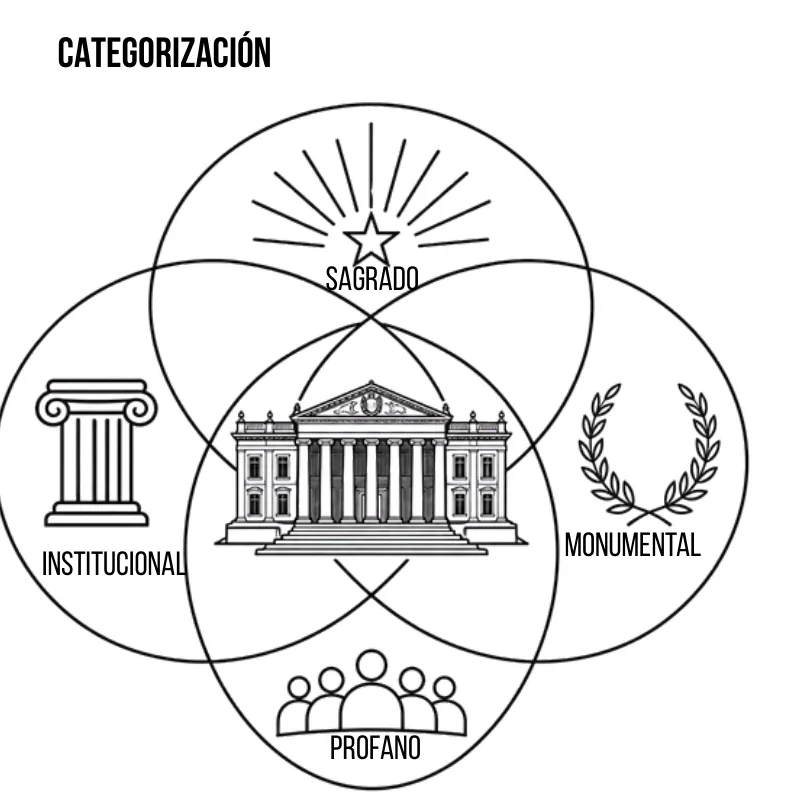 CATEGORIZACIÓN
SAGRADO
MONUMENTAL
INSTITUCIONAL
PROFANO